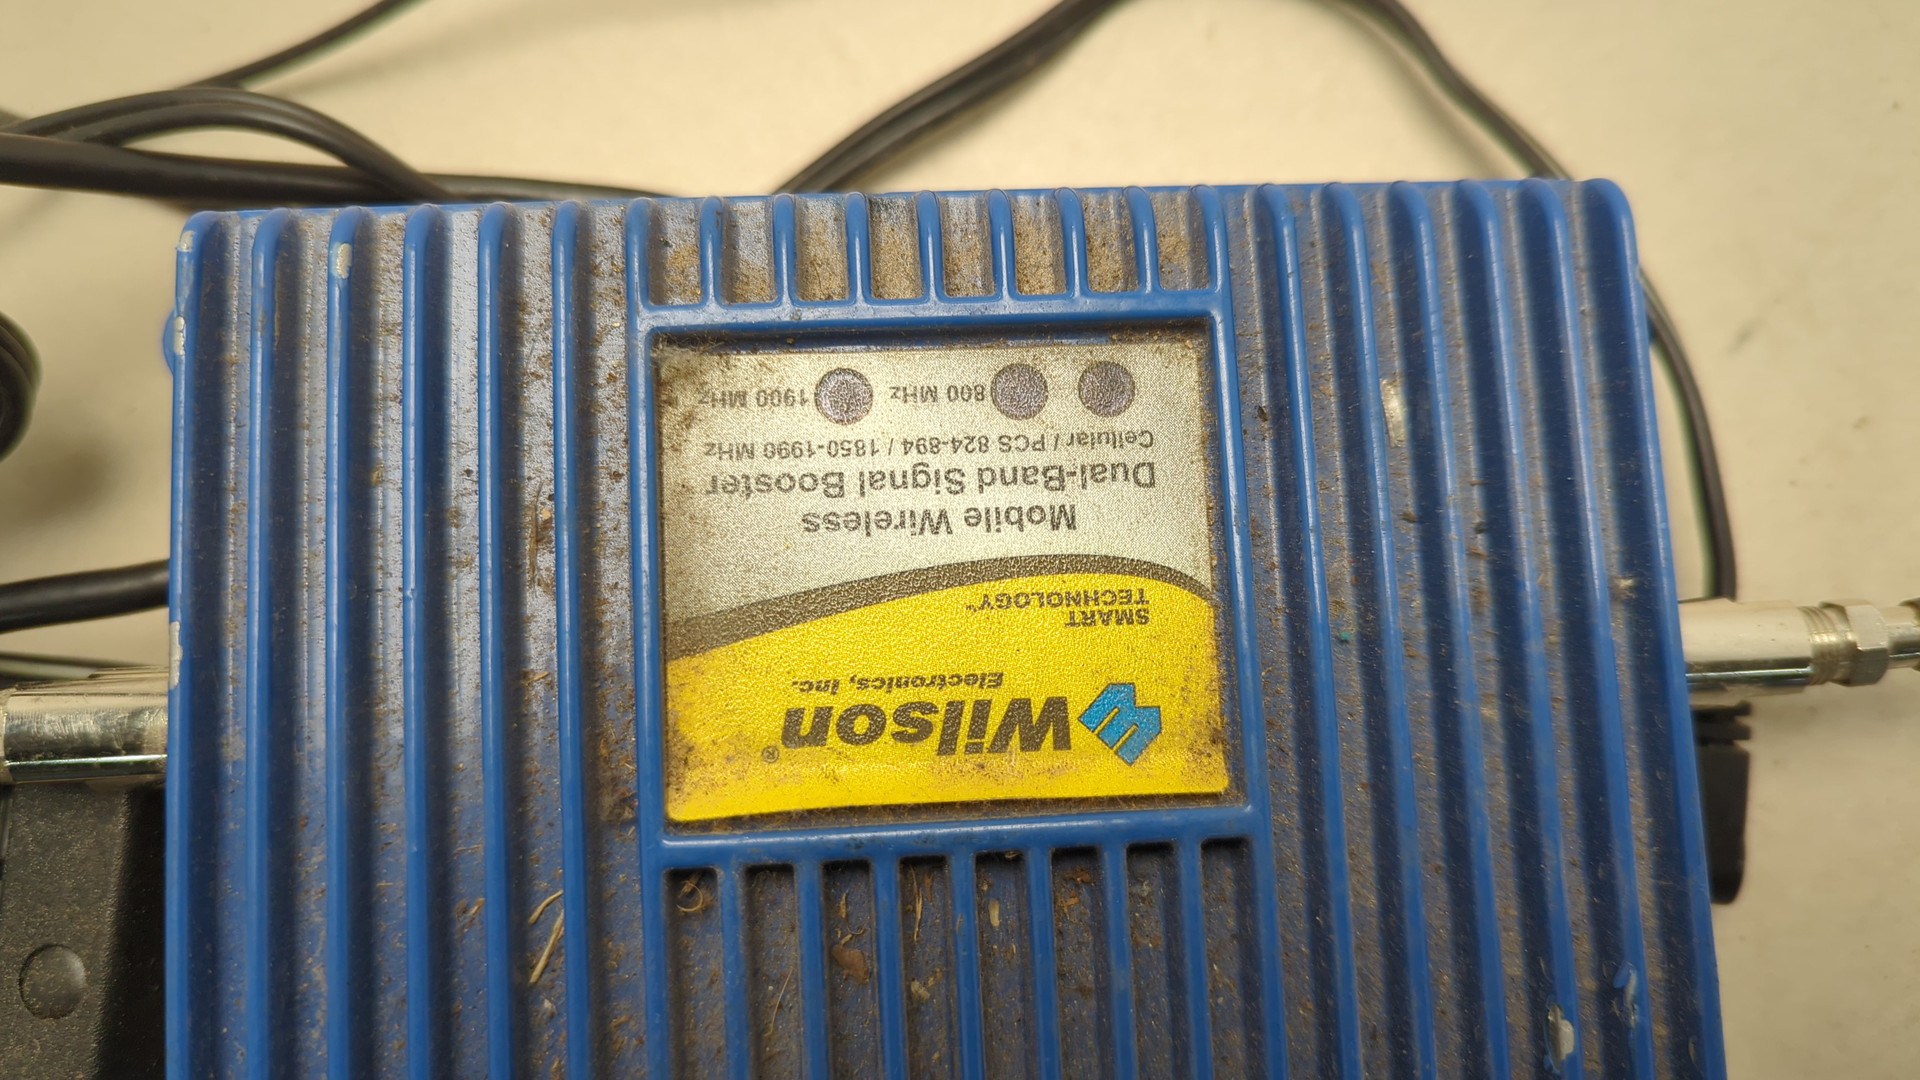 Wilson®
Electronics, Inc.
SMART
TECHNOLOGY™
Mobile Wireless
Dual-Band Signal Booster
Cellular / PCS 824-894 / 1850-1990 MHz
800 MHz 1900 MHz